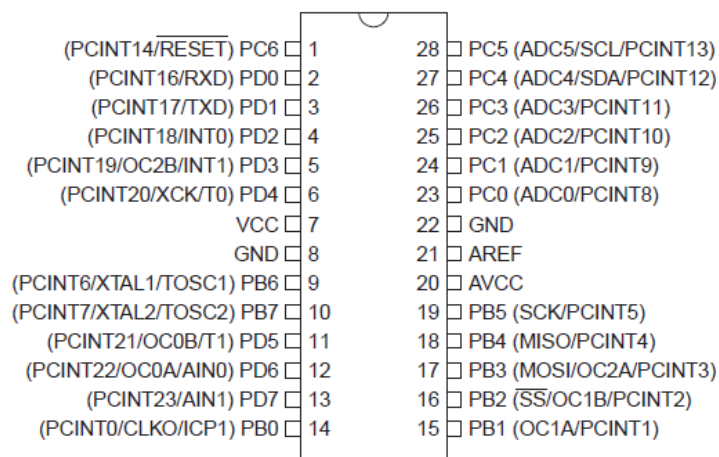 (PCINT14/RESET) PC6 1 28 PC5 (ADC5/SCL/PCINT13)
(PCINT16/RXD) PD0 2 27 PC4 (ADC4/SDA/PCINT12)
(PCINT17/TXD) PD1 3 26 PC3 (ADC3/PCINT11)
(PCINT18/INT0) PD2 4 25 PC2 (ADC2/PCINT10)
(PCINT19/OC2B/INT1) PD3 5 24 PC1 (ADC1/PCINT9)
(PCINT20/XCK/T0) PD4 6 23 PC0 (ADC0/PCINT8)
VCC 7 22 GND
GND 8 21 AREF
(PCINT6/XTAL1/TOSC1) PB6 9 20 AVCC
(PCINT7/XTAL2/TOSC2) PB7 10 19 PB5 (SCK/PCINT5)
(PCINT21/OC0B/T1) PD5 11 18 PB4 (MISO/PCINT4)
(PCINT22/OC0A/AIN0) PD6 12 17 PB3 (MOSI/OC2A/PCINT3)
(PCINT23/AIN1) PD7 13 16 PB2 (SS/OC1B/PCINT2)
(PCINT0/CLKO/ICP1) PB0 14 15 PB1 (OC1A/PCINT1)